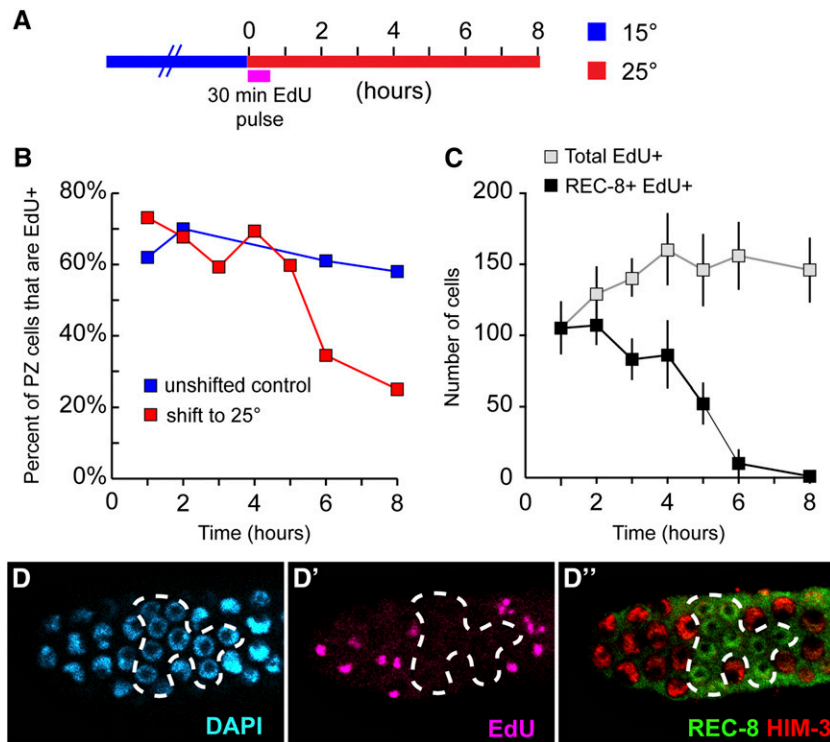 A
0 2 4 6 8
(hours)
30 min EdU
pulse
15°
25°
B
Percent of PZ cells that are EdU+
80%
60%
40%
20%
0%
unshifted control
shift to 25°
0 2 4 6 8
Time (hours)
C
Total EdU+
REC-8+ EdU+
Number of cells
200
150
100
50
0
0 2 4 6 8
Time (hours)
D
DAPI
D'
EdU
D''
REC-8 HIM-3